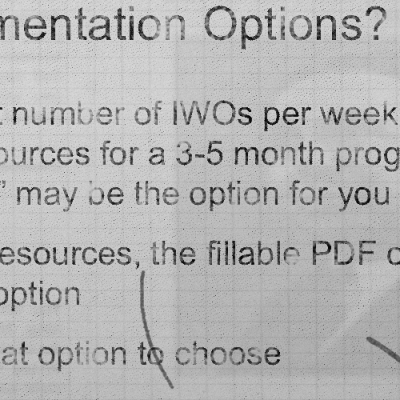 mentation Options?
t number of IWOs per week
ources for a 3-5 month prog
" may be the option for you
esources, the fillable PDF o
option
at option to choose